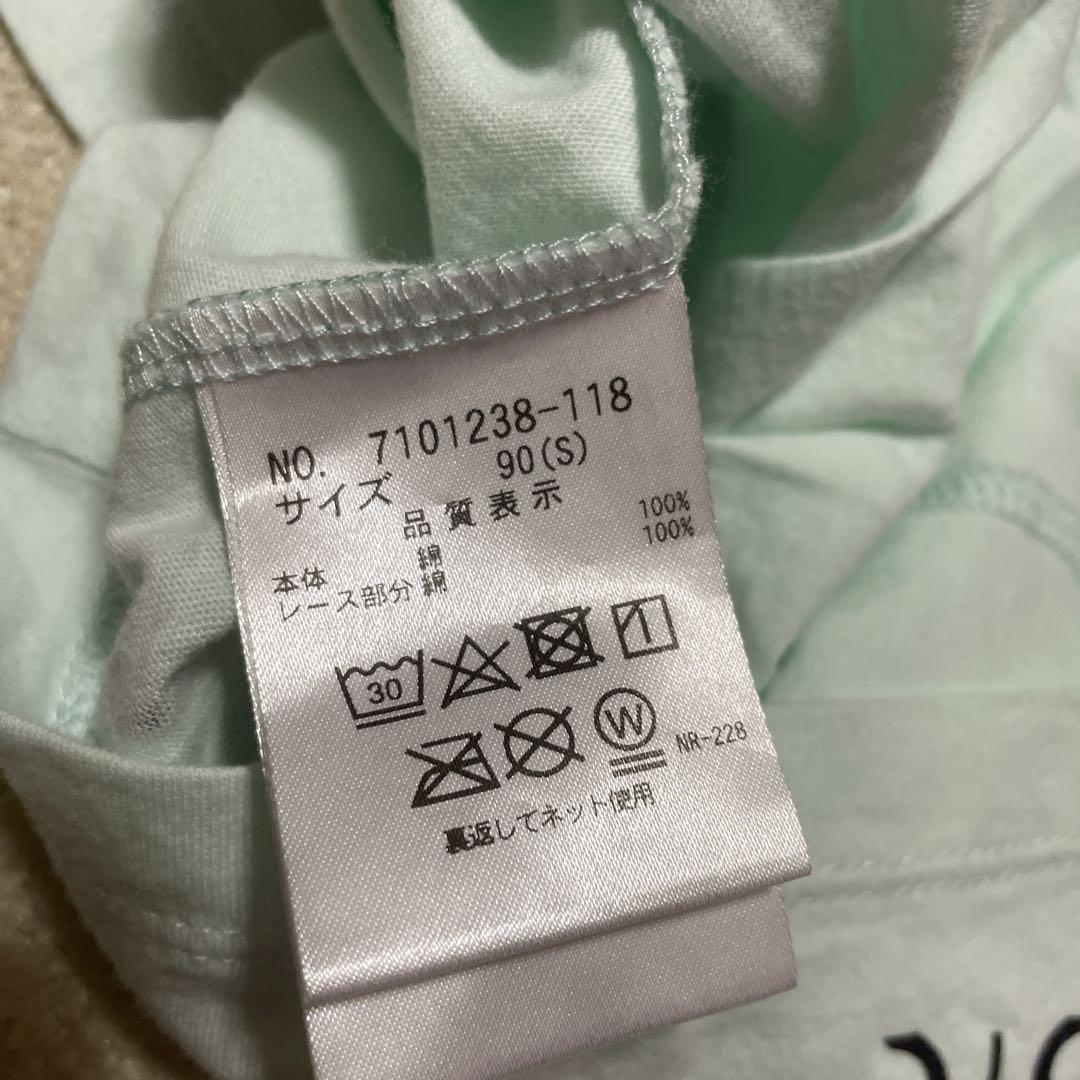 NO. 7101238-118
サイズ 90(S)
品質表示
本体 綿 100%
レース部分 綿 100%
30
W
NR-228
裏返してネット使用